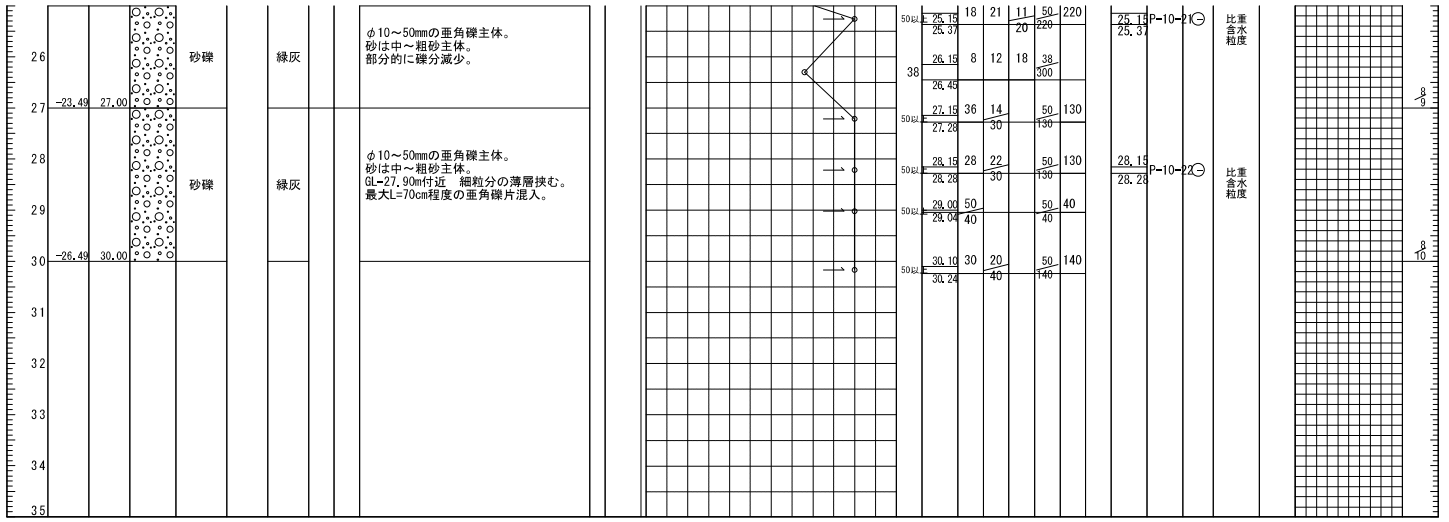 26
27
28
29
30
31
32
33
34
35
-23.49 27.00
-26.49 30.00
砂礫
緑灰
φ10～50mmの亜角礫主体。
砂は中～粗砂主体。
部分的に礫分減少。
砂礫
緑灰
φ10～50mmの亜角礫主体。
砂は中～粗砂主体。
GL-27.90m付近 細粒分の薄層挟む。
最大L=70cm程度の亜角礫片混入。
50以上 25.15 18 21 11 50 220
25.37 20 220
38 26.15 8 12 18 38
26.45 300
50以上 27.15 36 14 50 130
27.28 30 130
50以上 28.15 28 22 50 130
28.28 30 130
50以上 29.00 50 50 40
29.04 40 40
50以上 30.10 30 20 50 140
30.24 40 140
25.15 P-10-21
25.37
比重
含水
粒度
28.15 P-10-22
28.28
比重
含水
粒度
8
9
8
10